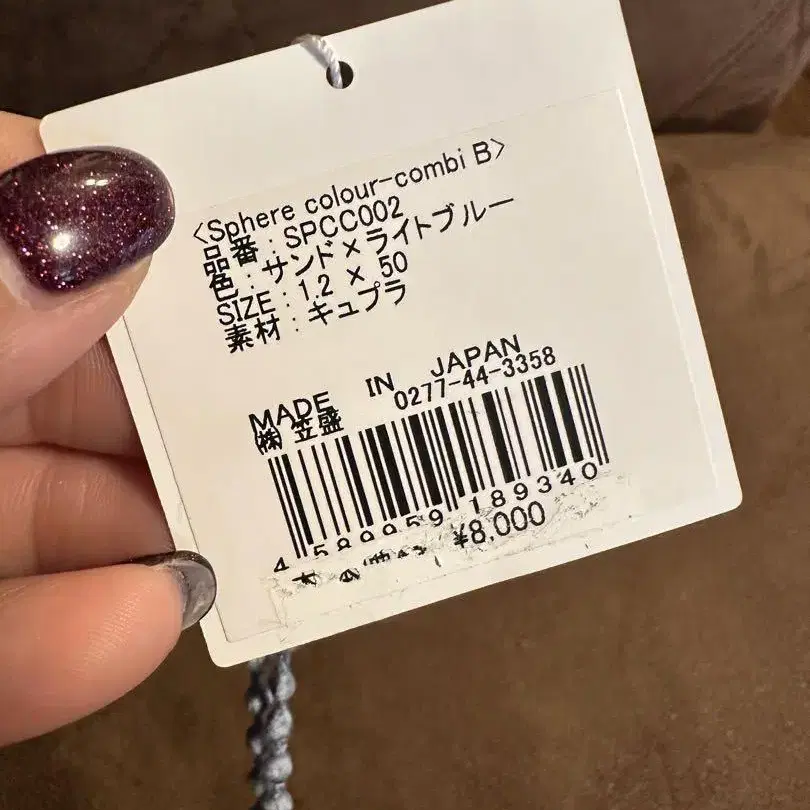 <Sphere colour-combi B>
品番：SPCC002
色：サンド×ライトブルー
SIZE：1.2 × 50
素材：キュプラ
MADE IN JAPAN
㈱ 笠盛 0277-44-3358
4 589959 189340
¥8,000